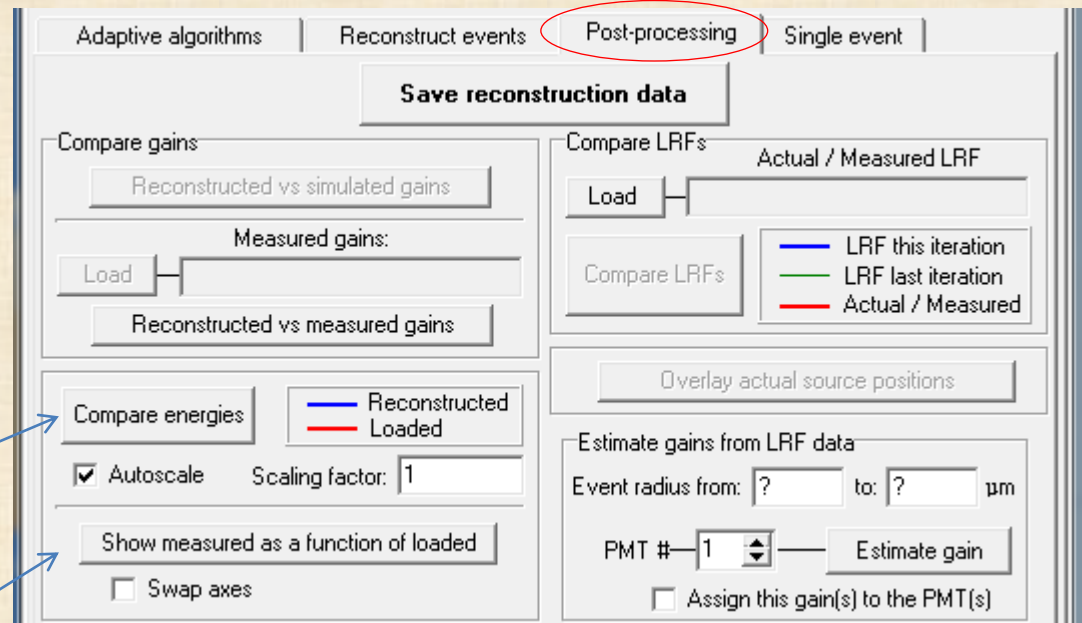 Adaptive algorithms
Reconstruct events
Post-processing
Single event
Save reconstruction data
Compare gains
Reconstructed vs simulated gains
Measured gains:
Load
Reconstructed vs measured gains
Compare LRFs
Actual / Measured LRF
Load
Compare LRFs
LRF this iteration
LRF last iteration
Actual / Measured
Compare energies
Reconstructed
Loaded
Autoscale
Scaling factor: 1
Show measured as a function of loaded
Swap axes
Overlay actual source positions
Estimate gains from LRF data
Event radius from: ? to: ? µm
PMT # 1 Estimate gain
Assign this gain(s) to the PMT(s)